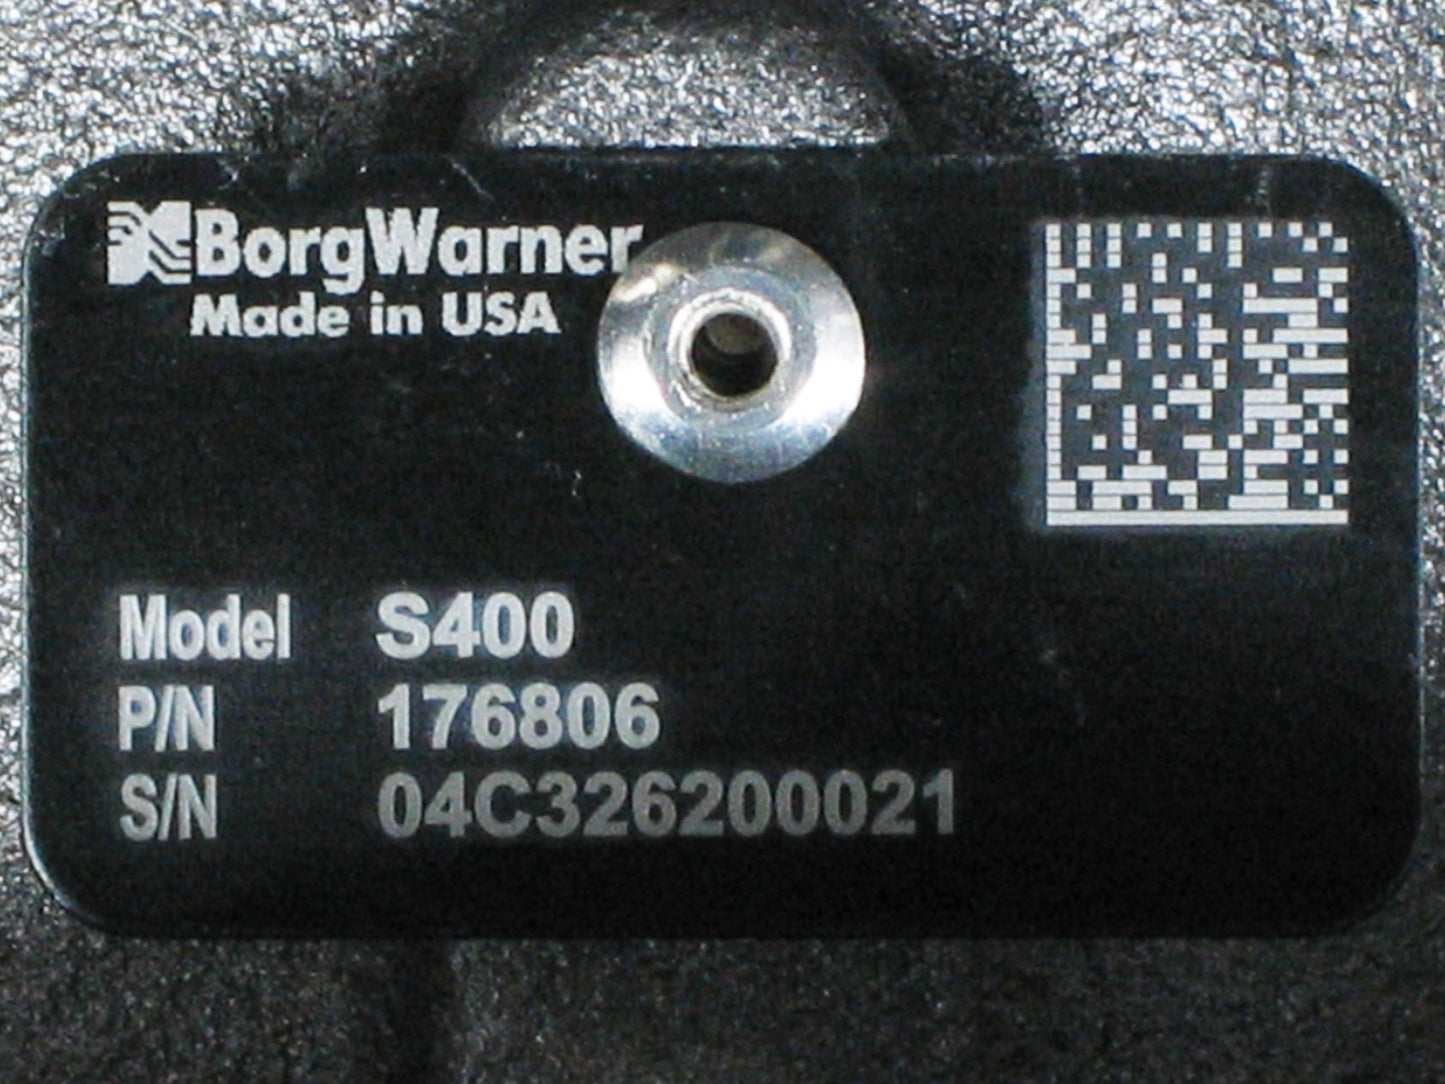 BorgWarner
Made in USA
Model S400
P/N 176806
S/N 04C326200021